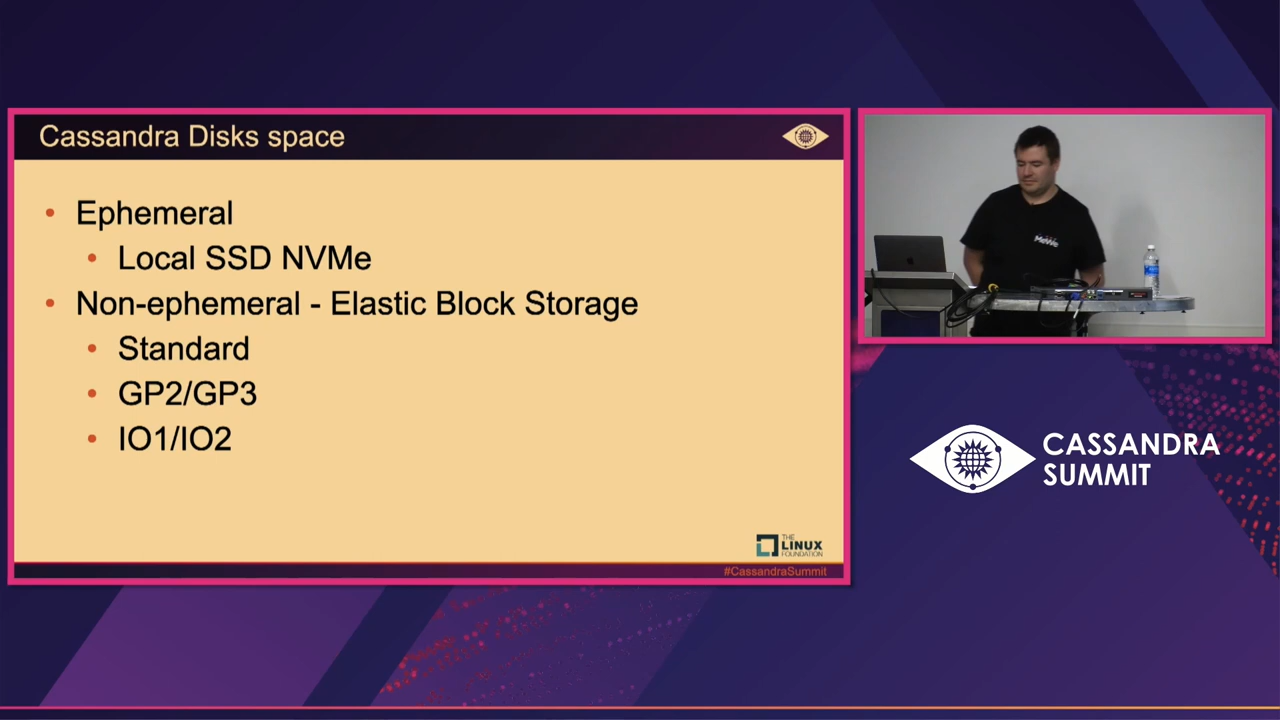 Cassandra Disks space
• Ephemeral
• Local SSD NVMe
• Non-ephemeral - Elastic Block Storage
• Standard
• GP2/GP3
• IO1/IO2
THE
LINUX
FOUNDATION
#CassandraSummit
MeWe
CASSANDRA
SUMMIT